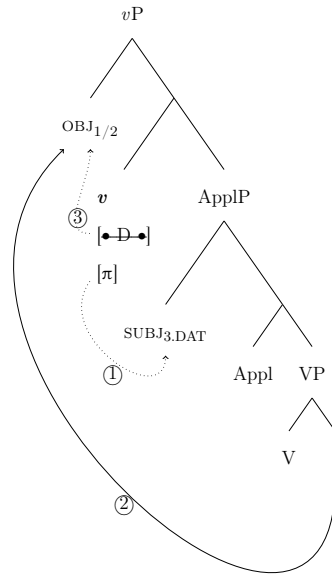 vP
OBJ1/2
v ApplP
③ [•D•]
[π]
SUBJ3.DAT
① Appl VP
V
②